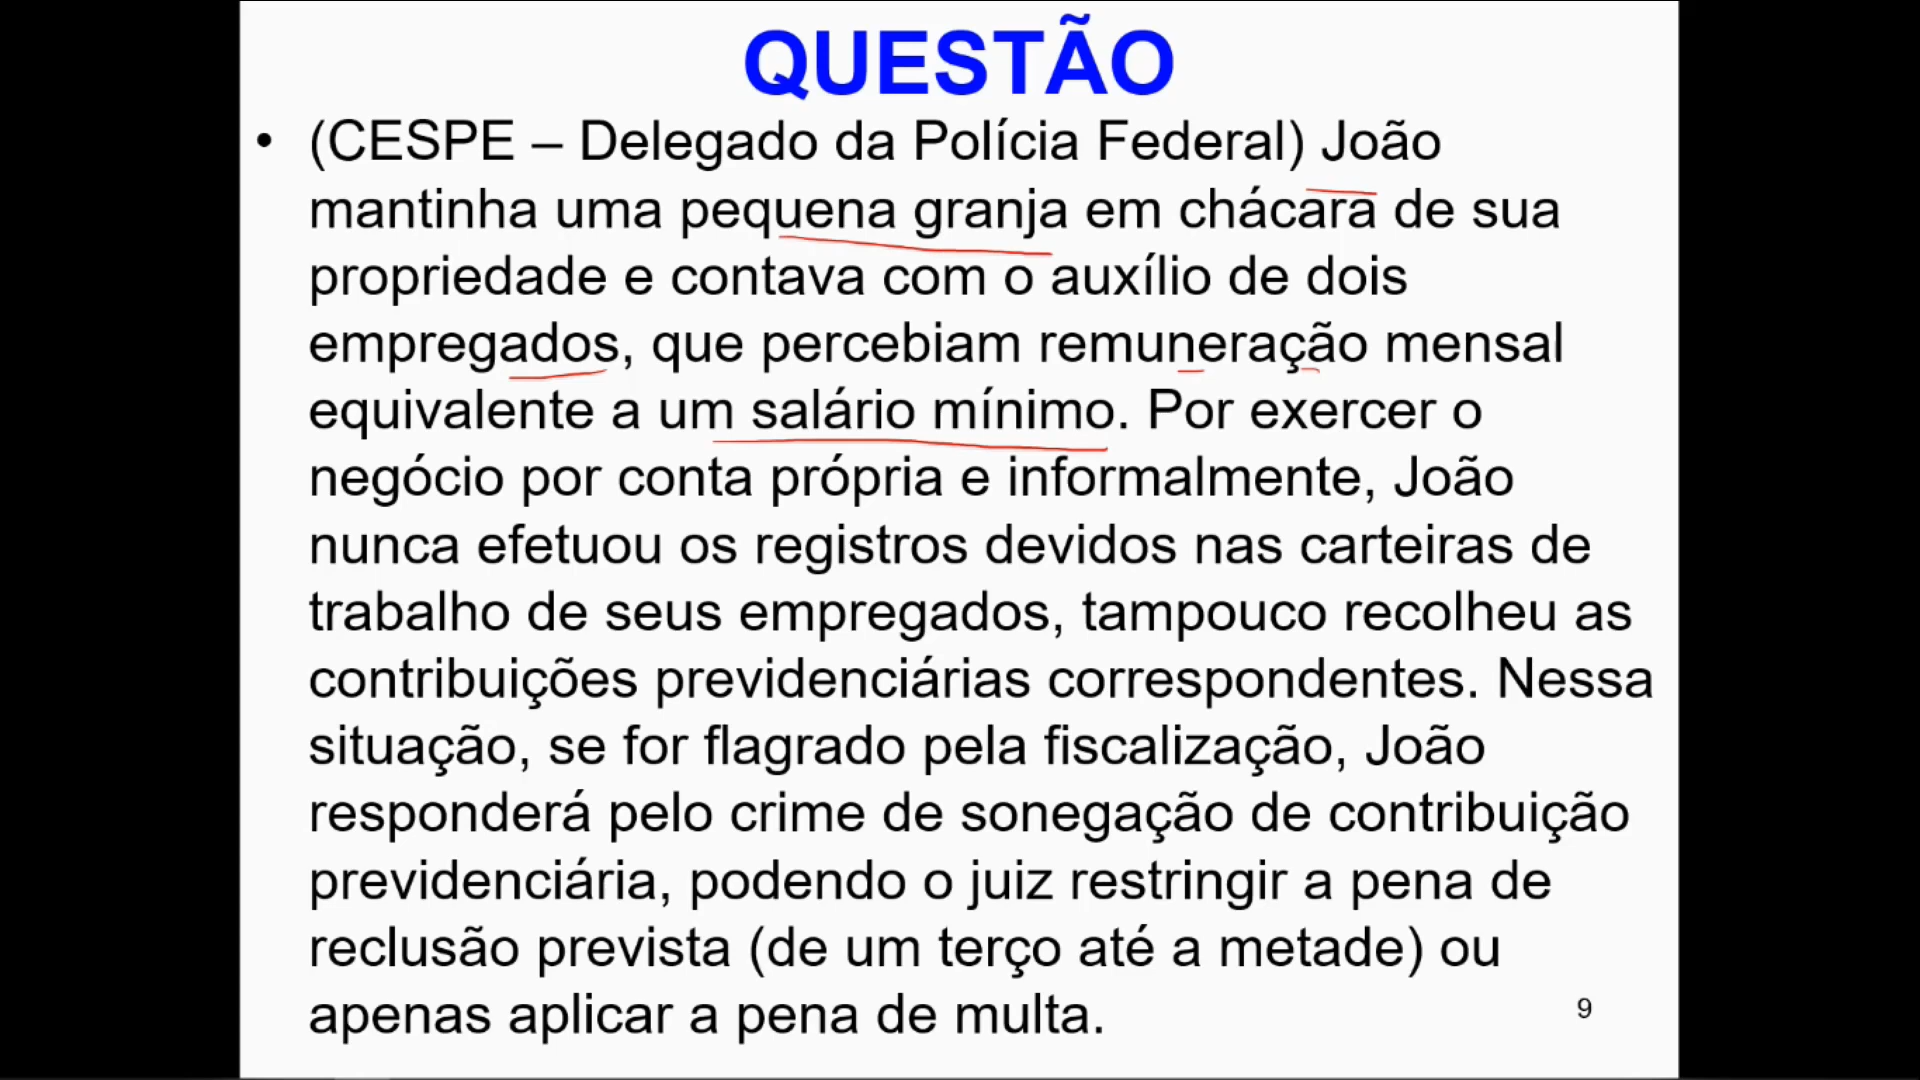 QUESTÃO
• (CESPE – Delegado da Polícia Federal) João
mantinha uma pequena granja em chácara de sua
propriedade e contava com o auxílio de dois
empregados, que percebiam remuneração mensal
equivalente a um salário mínimo. Por exercer o
negócio por conta própria e informalmente, João
nunca efetuou os registros devidos nas carteiras de
trabalho de seus empregados, tampouco recolheu as
contribuições previdenciárias correspondentes. Nessa
situação, se for flagrado pela fiscalização, João
responderá pelo crime de sonegação de contribuição
previdenciária, podendo o juiz restringir a pena de
reclusão prevista (de um terço até a metade) ou
apenas aplicar a pena de multa.
9